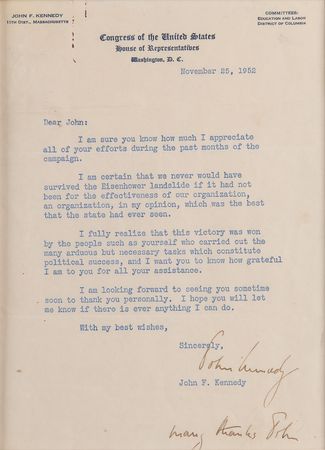 JOHN F. KENNEDY
11TH DIST., MASSACHUSETTS
COMMITTEES:
EDUCATION AND LABOR
DISTRICT OF COLUMBIA
Congress of the United States
House of Representatives
Washington, D. C.
November 25, 1952
Dear John:
I am sure you know how much I appreciate
all of your efforts during the past months of the
campaign.
I am certain that we never would have
survived the Eisenhower landslide if it had not
been for the effectiveness of our organization,
an organization, in my opinion, which was the best
that the state had ever seen.
I fully realize that this victory was won
by the people such as yourself who carried out the
many arduous but necessary tasks which constitute
political success, and I want you to know how grateful
I am to you for all your assistance.
I am looking forward to seeing you sometime
soon to thank you personally. I hope you will let
me know if there is ever anything I can do.
With my best wishes,
Sincerely,
John Kennedy
John F. Kennedy
many thanks John